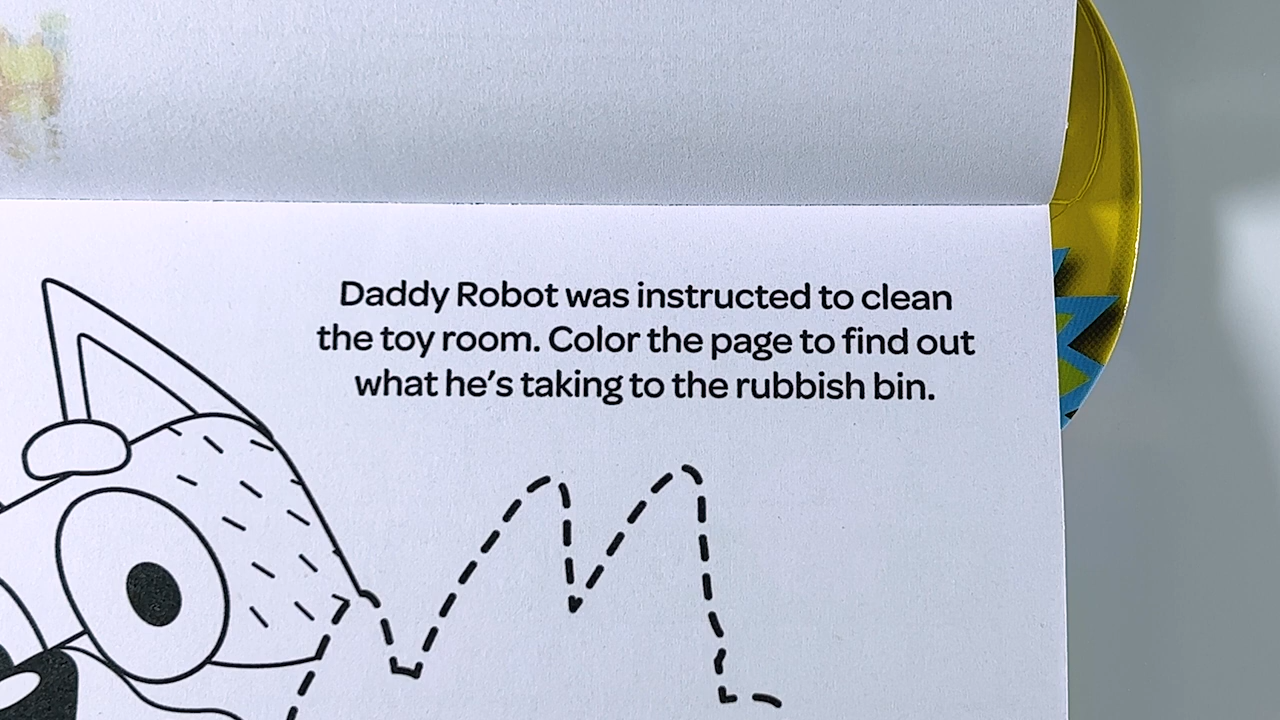 Daddy Robot was instructed to clean
the toy room. Color the page to find out
what he's taking to the rubbish bin.